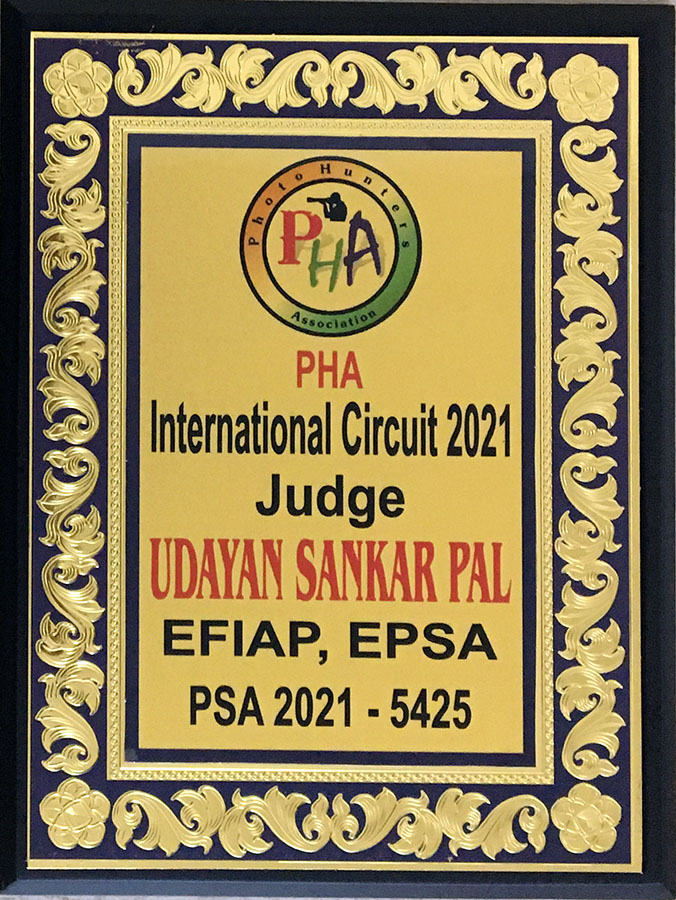 Photo Hunters
PHA
Association
PHA
International Circuit 2021
Judge
UDAYAN SANKAR PAL
EFIAP, EPSA
PSA 2021 - 5425